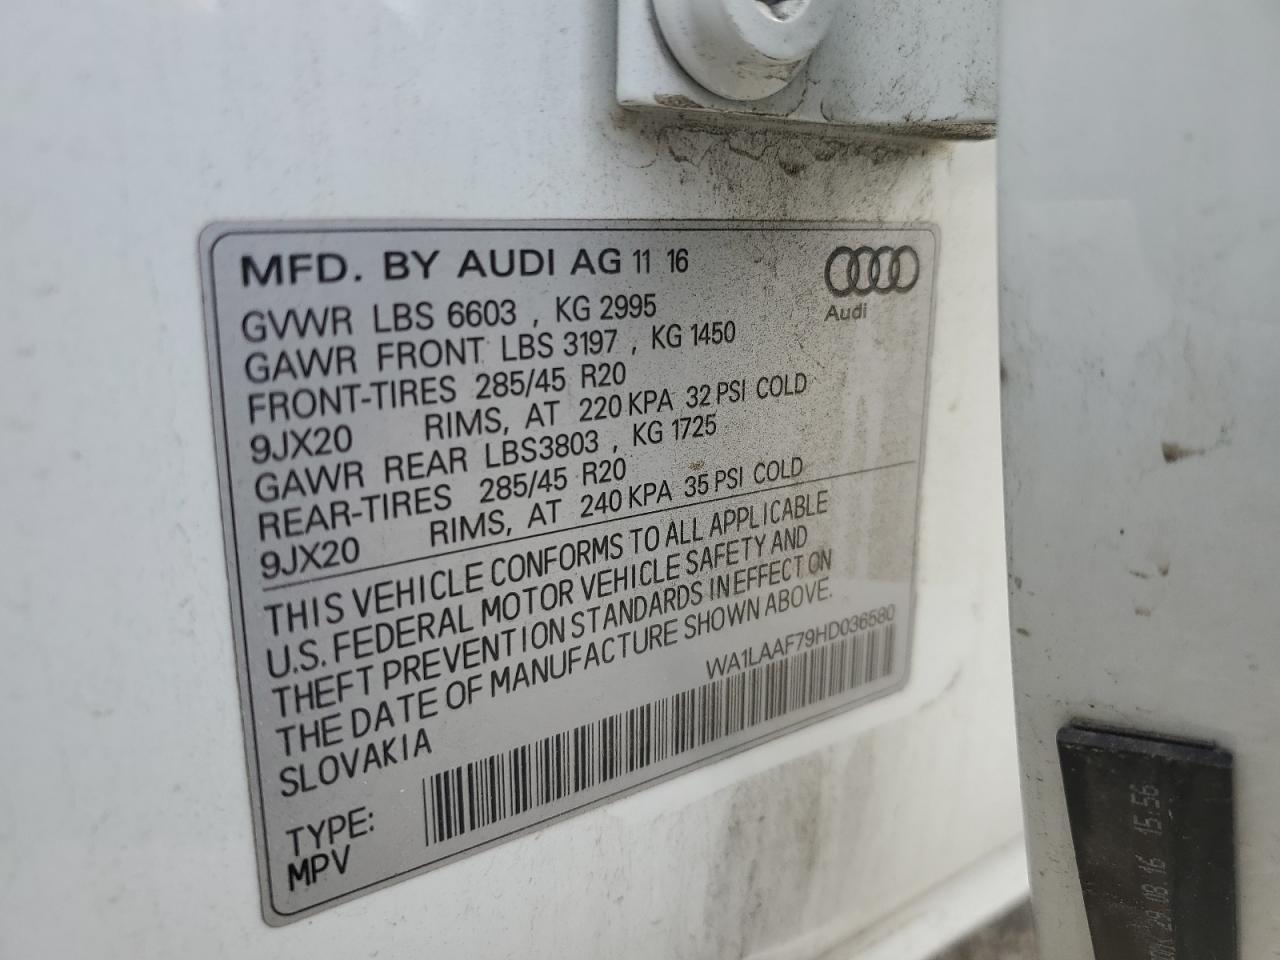 MFD. BY AUDI AG 11 16
Audi
GVWR LBS 6603 , KG 2995
GAWR FRONT LBS 3197 , KG 1450
FRONT-TIRES 285/45 R20
9JX20 RIMS, AT 220 KPA 32 PSI COLD
GAWR REAR LBS3803 , KG 1725
REAR-TIRES 285/45 R20
9JX20 RIMS, AT 240 KPA 35 PSI COLD
THIS VEHICLE CONFORMS TO ALL APPLICABLE
U.S. FEDERAL MOTOR VEHICLE SAFETY AND
THEFT PREVENTION STANDARDS IN EFFECT ON
THE DATE OF MANUFACTURE SHOWN ABOVE.
SLOVAKIA
WA1LAAF79HD036580
TYPE:
MPV
29.08.16 15:56